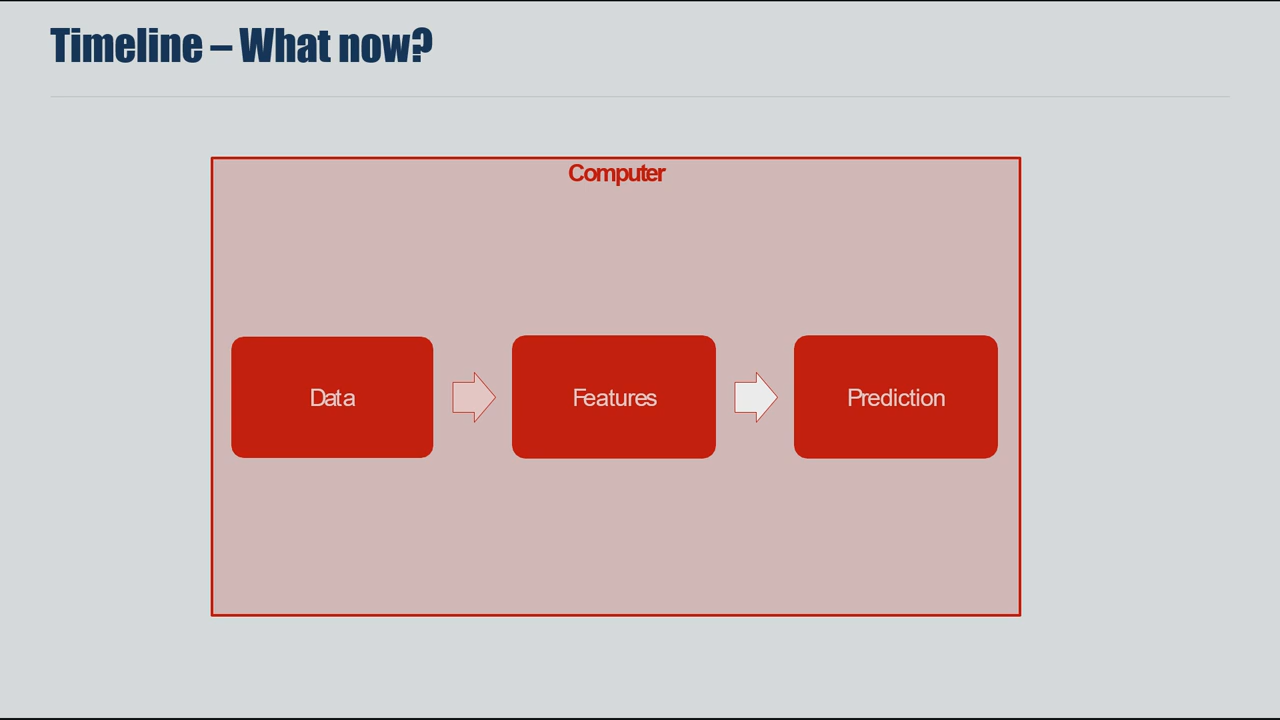 Timeline – What now?
Computer
Data
Features
Prediction